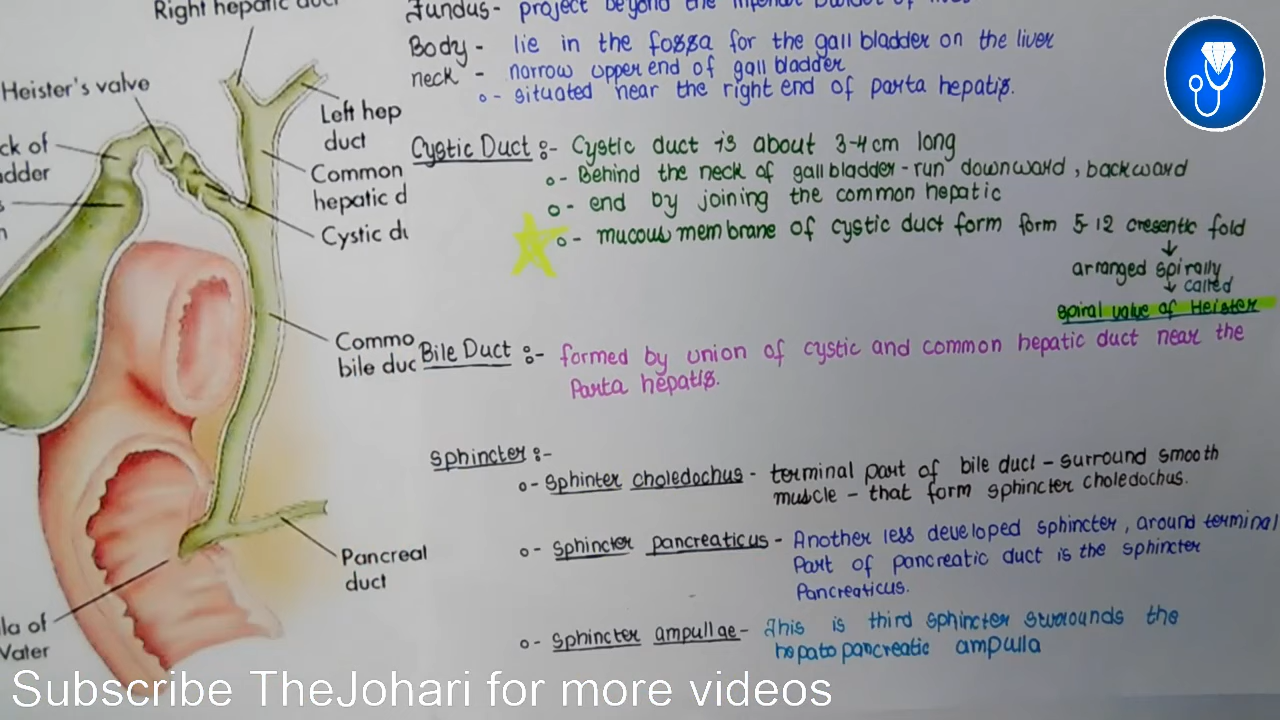 Right hepatic duct
Heister's valve
ck of
adder
Left hep
duct
Common
hepatic d
Cystic du
Commo
bile duc
Pancreat
duct
la of
Vater
Fundus - project beyond the inferior border of
Body - lie in the fossa for the gall bladder on the liver
neck - narrow upper end of gall bladder
o- situated near the right end of parta hepatis.
Cystic Duct :- Cystic duct is about 3-4 cm long
o- Behind the neck of gall bladder - run downward, backward
o- end by joining the common hepatic
o- mucous membrane of cystic duct form form 5-12 cresentic fold
↓
arranged spirally
↓ called
spiral valve of Heister
Bile Duct :- formed by union of cystic and common hepatic duct near the
Parta hepatis.
Sphincter :-
o- Sphinter choledochus - terminal part of bile duct - surround smooth
muscle - that form sphincter choledochus.
o- Sphincter pancreaticus - Another less developed sphincter, around terminal
Part of pancreatic duct is the sphincter
Pancreaticus.
o- Sphincter ampullae - This is third sphincter surrounds the
hepato pancreatic ampulla
Subscribe TheJohari for more videos